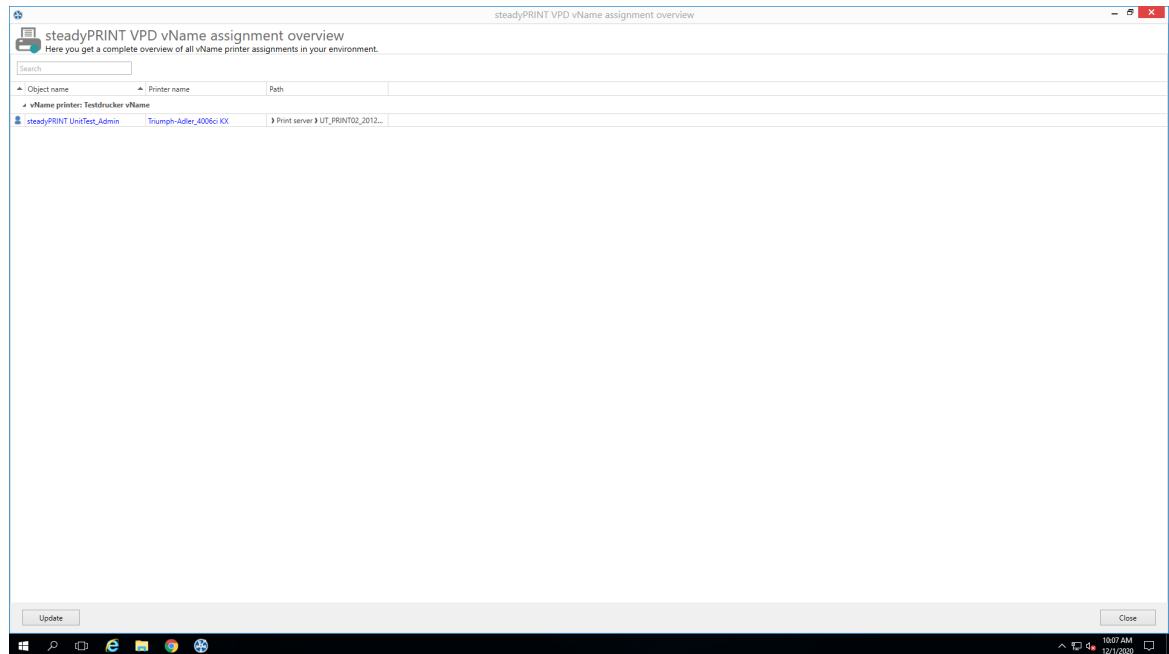 steadyPRINT VPD vName assignment overview
steadyPRINT VPD vName assignment overview
Here you get a complete overview of all vName printer assignments in your environment.
Search
Object name Printer name Path
vName printer: Testdrucker vName
steadyPRINT UnitTest_Admin Triumph-Adler_4006ci KX Print server UT_PRINT02_2012...
Update Close
10:07 AM
12/1/2020